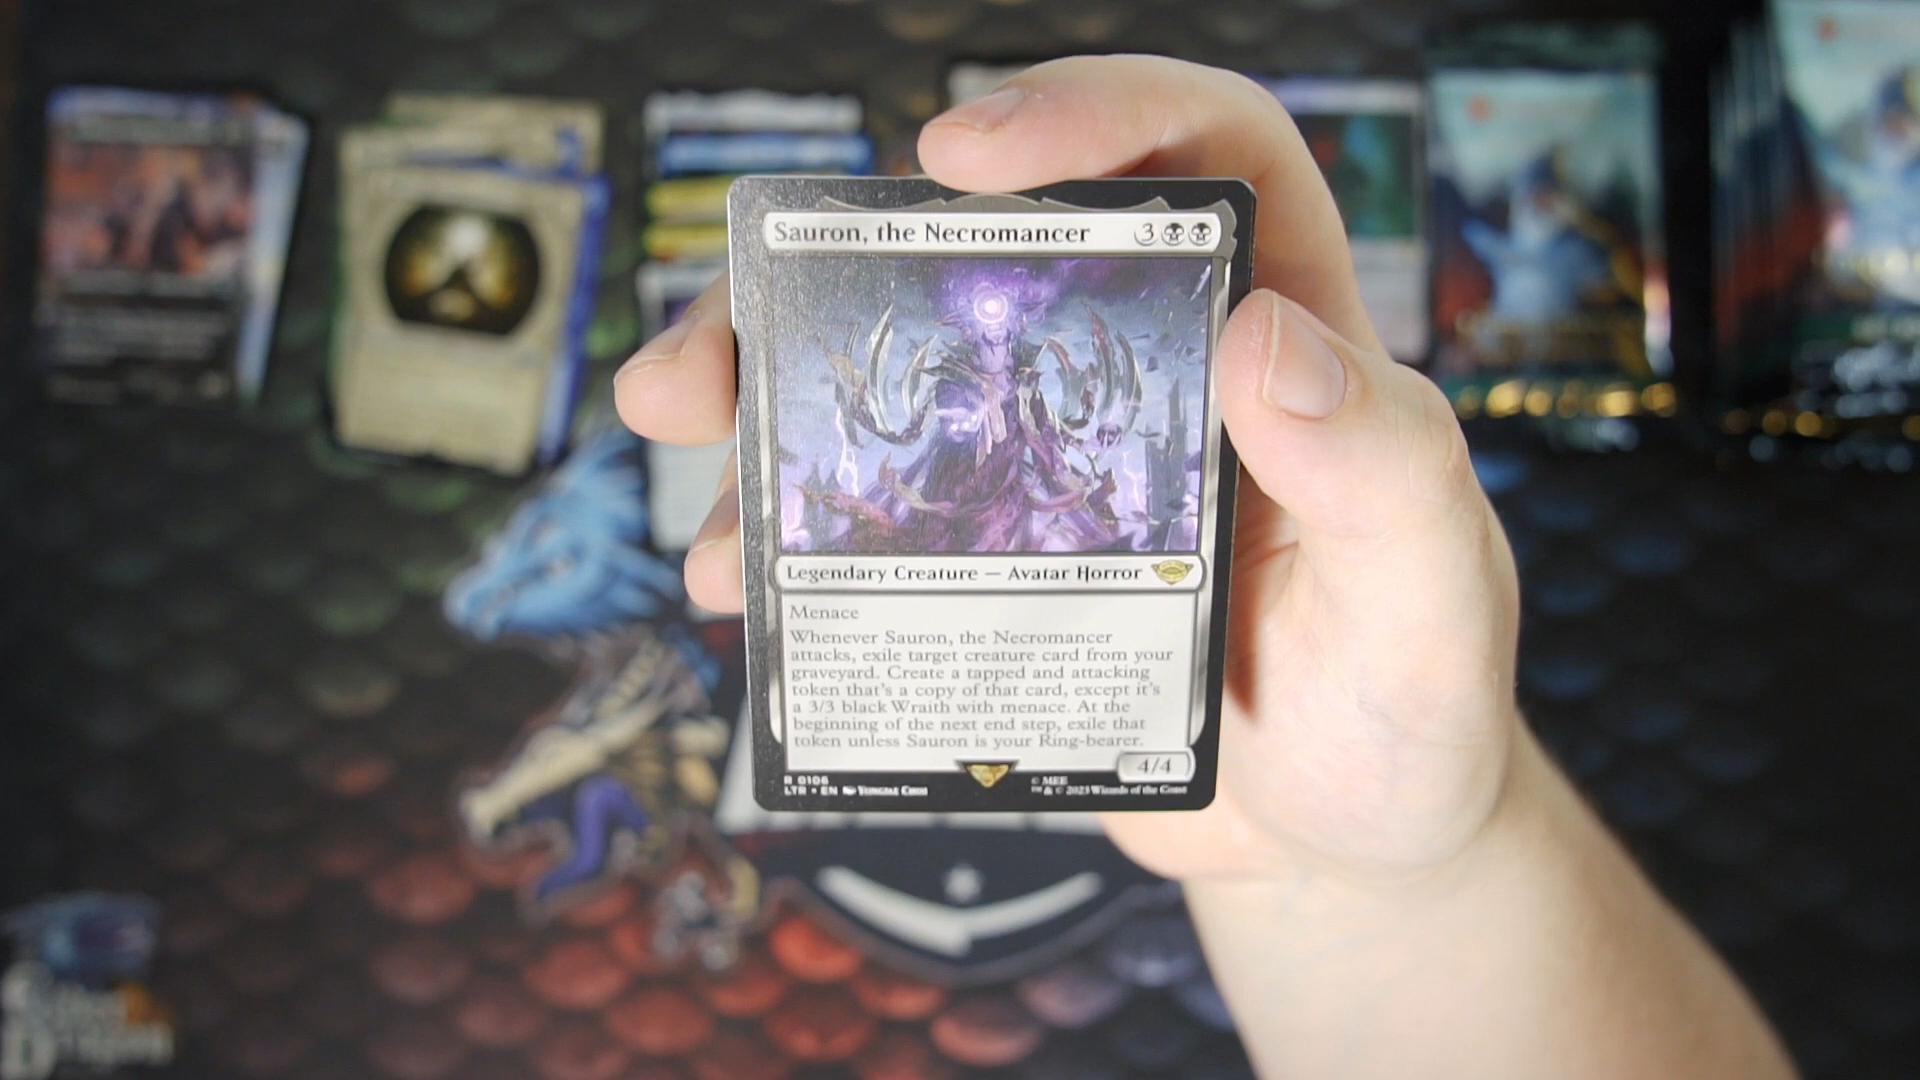 Sauron, the Necromancer 3
Legendary Creature — Avatar Horror
Menace
Whenever Sauron, the Necromancer
attacks, exile target creature card from your
graveyard. Create a tapped and attacking
token that's a copy of that card, except it's
a 3/3 black Wraith with menace. At the
beginning of the next end step, exile that
token unless Sauron is your Ring-bearer.
4/4
R 0106
LTR • EN Yongjae Choi
© MEE
™ & © 2023 Wizards of the Coast